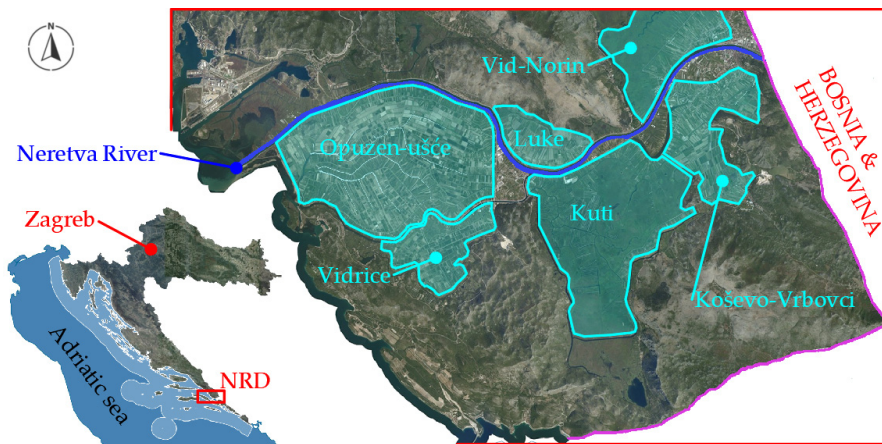 N
Vid-Norin
BOSNIA &
HERZEGOVINA
Neretva River
Opuzen-ušće
Luke
Zagreb
Kuti
Vidrice
Koševo-Vrbovci
Adriatic sea
NRD